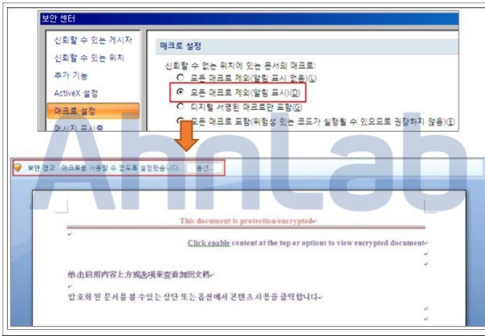 보안 센터
신뢰할 수 있는 게시자
신뢰할 수 있는 위치
추가 기능
ActiveX 설정
매크로 설정
메시지 표시줄
매크로 설정
신뢰할 수 없는 위치에 있는 문서의 매크로:
모든 매크로 제외(알림 표시 없음)(L)
모든 매크로 제외(알림 표시)(D)
디지털 서명된 매크로만 포함(G)
모든 매크로 포함(위험성 있는 코드가 실행될 수 있으므로 권장하지 않음)(E)
AhnLab
보안 경고 매크로를 사용할 수 없도록 설정했습니다. 옵션...
This document is protection/encrypted
Click enable content at the top or options to view encrypted document
单击启用内容上方或选项来查看加密文档
암호화 된 문서를 볼 수있는 상단 또는 옵션에서 콘텐츠 사용을 클릭합니다